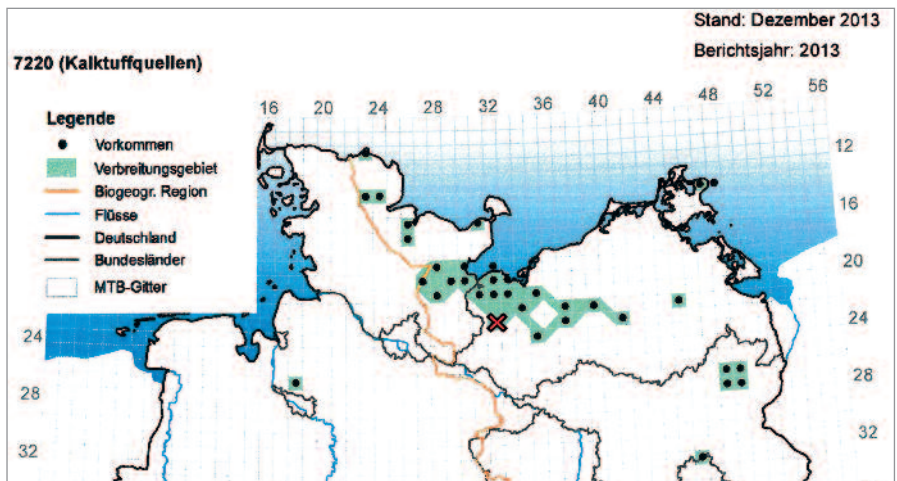 Stand: Dezember 2013
Berichtsjahr: 2013
7220 (Kalktuffquellen)
16 20 24 28 32 36 40 44 48 52 56
Legende
Vorkommen
Verbreitungsgebiet
Biogeogr. Region
Flüsse
Deutschland
Bundesländer
MTB-Gitter
12
16
20
24
24
28
28
32
32